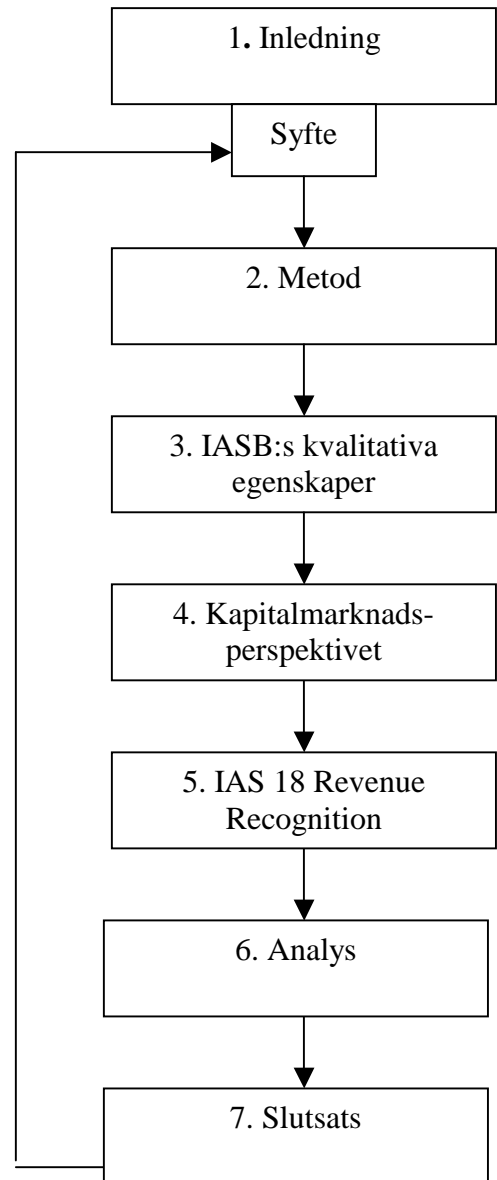 1. Inledning
Syfte
2. Metod
3. IASB:s kvalitativa
egenskaper
4. Kapitalmarknads-
perspektivet
5. IAS 18 Revenue
Recognition
6. Analys
7. Slutsats